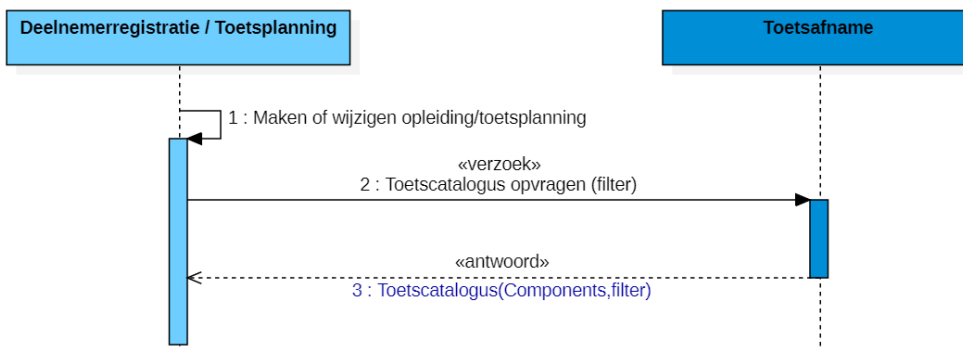 Deelnemerregistratie / Toetsplanning
Toetsafname
1 : Maken of wijzigen opleiding/toetsplanning
«verzoek»
2 : Toetscatalogus opvragen (filter)
«antwoord»
3 : Toetscatalogus(Components,filter)